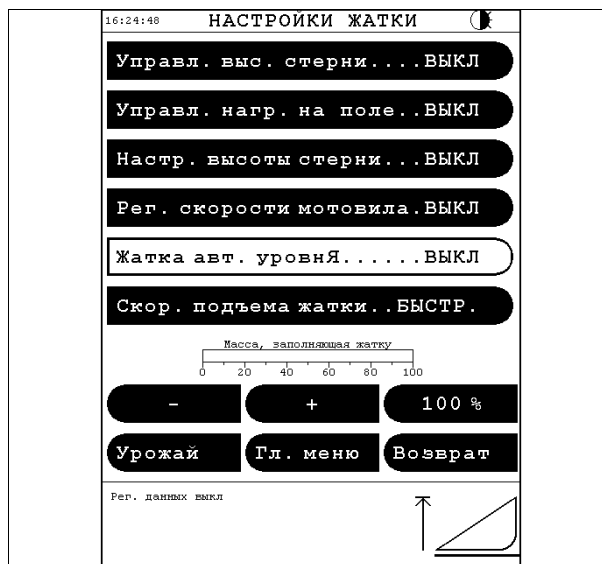 16:24:48 НАСТРОЙКИ ЖАТКИ
Управл. выс. стерни....ВЫКЛ
Управл. нагр. на поле..ВЫКЛ
Настр. высоты стерни...ВЫКЛ
Рег. скорости мотовила.ВЫКЛ
Жатка авт. уровнЯ......ВЫКЛ
Скор. подъема жатки..БЫСТР.
Масса, заполняющая жатку
0 20 40 60 80 100
- + 100 %
Урожай Гл. меню Возврат
Рег. данных выкл